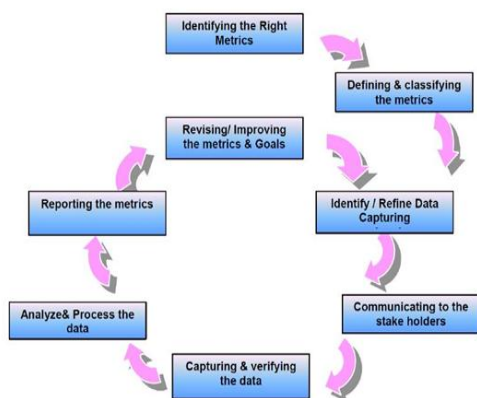 Identifying the Right
Metrics
Defining & classifying
the metrics
Revising/ Improving
the metrics & Goals
Identify / Refine Data
Capturing
Reporting the metrics
Communicating to the
stake holders
Analyze& Process the
data
Capturing & verifying
the data